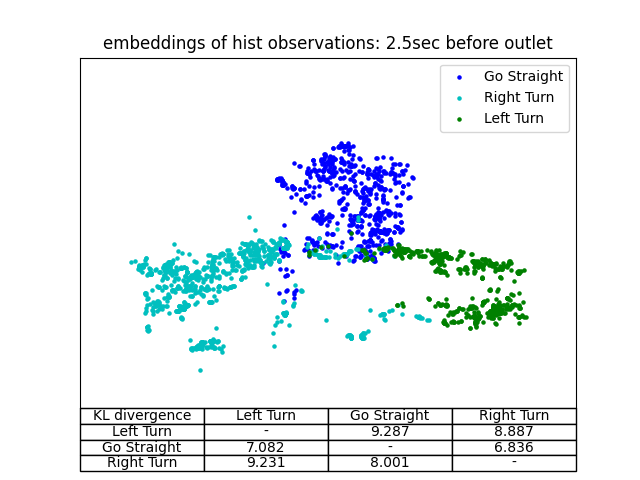 embeddings of hist observations: 2.5sec before outlet
Go Straight
Right Turn
Left Turn
KL divergence Left Turn Go Straight Right Turn
Left Turn - 9.287 8.887
Go Straight 7.082 - 6.836
Right Turn 9.231 8.001 -